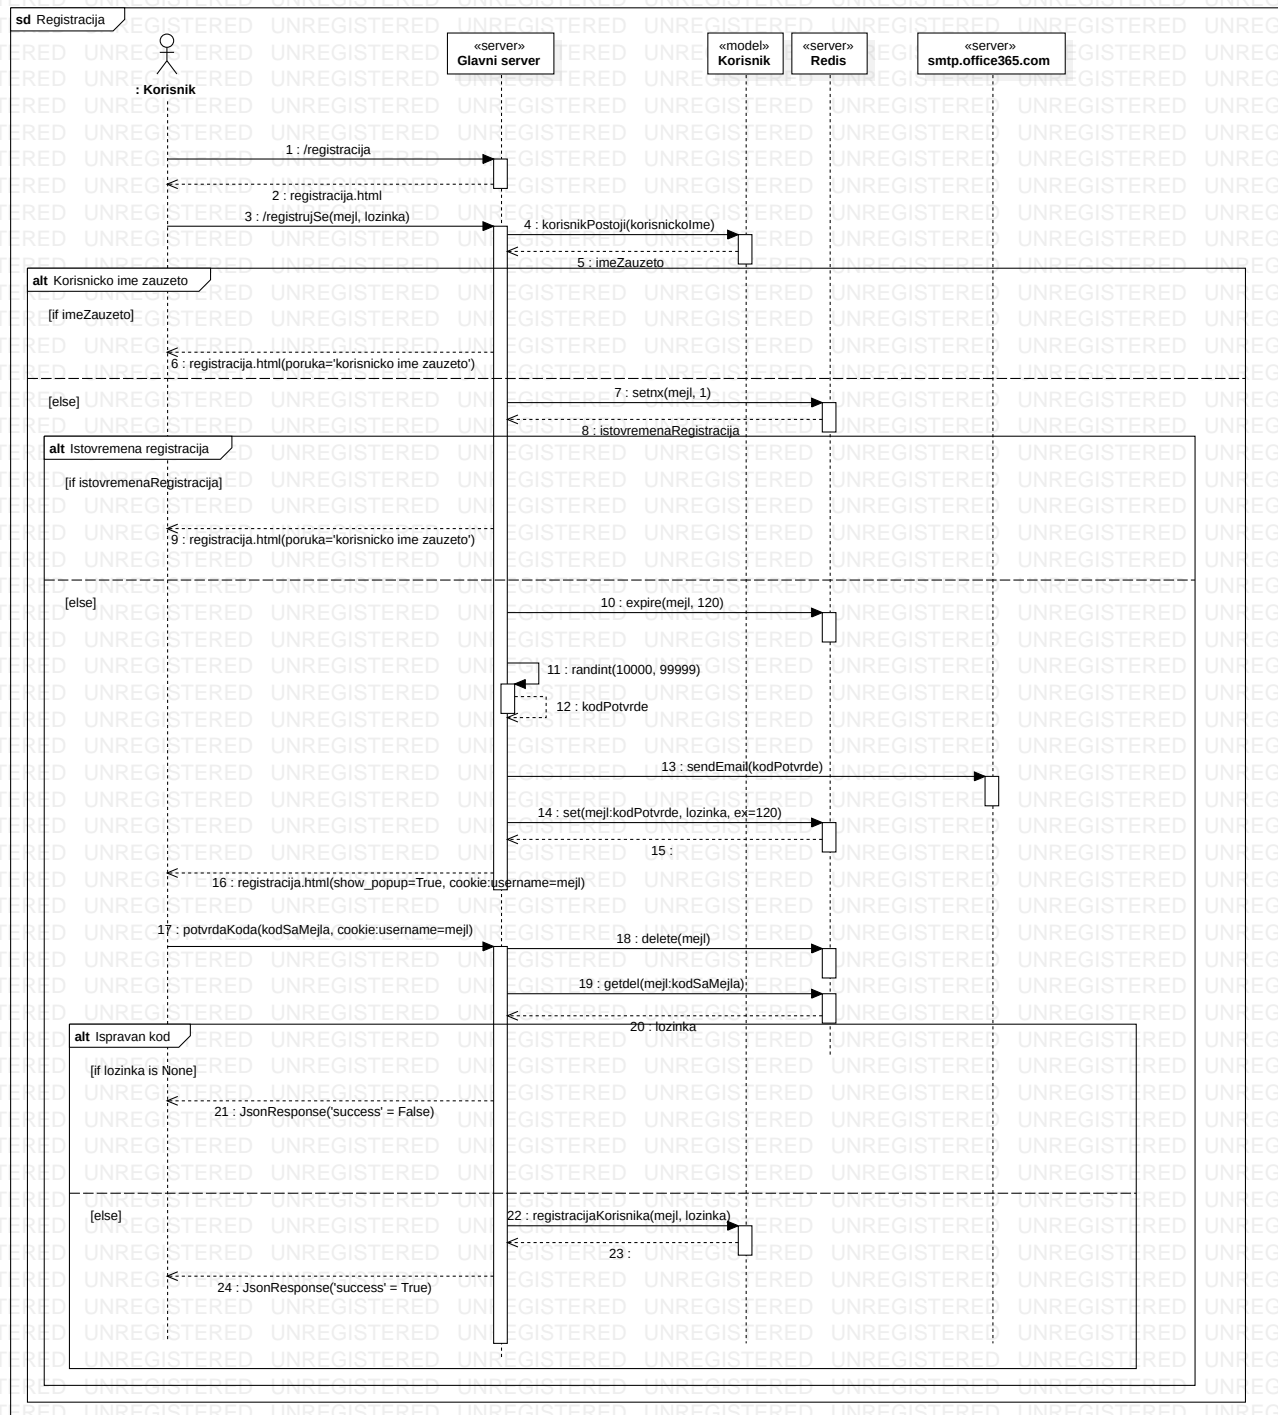 sd Registracija
: Korisnik
«server»
Glavni server
«model»
Korisnik
«server»
Redis
«server»
smtp.office365.com
1 : /registracija
2 : registracija.html
3 : /registrujSe(mejl, lozinka)
4 : korisnikPostoji(korisnickoIme)
5 : imeZauzeto
alt Korisnicko ime zauzeto
[if imeZauzeto]
6 : registracija.html(poruka='korisnicko ime zauzeto')
[else]
7 : setnx(mejl, 1)
8 : istovremenaRegistracija
alt Istovremena registracija
[if istovremenaRegistracija]
9 : registracija.html(poruka='korisnicko ime zauzeto')
[else]
10 : expire(mejl, 120)
11 : randint(10000, 99999)
12 : kodPotvrde
13 : sendEmail(kodPotvrde)
14 : set(mejl:kodPotvrde, lozinka, ex=120)
15 :
16 : registracija.html(show_popup=True, cookie:username=mejl)
17 : potvrdaKoda(kodSaMejla, cookie:username=mejl)
18 : delete(mejl)
19 : getdel(mejl:kodSaMejla)
20 : lozinka
alt Ispravan kod
[if lozinka is None]
21 : JsonResponse('success' = False)
[else]
22 : registracijaKorisnika(mejl, lozinka)
23 :
24 : JsonResponse('success' = True)
UNREGISTERED